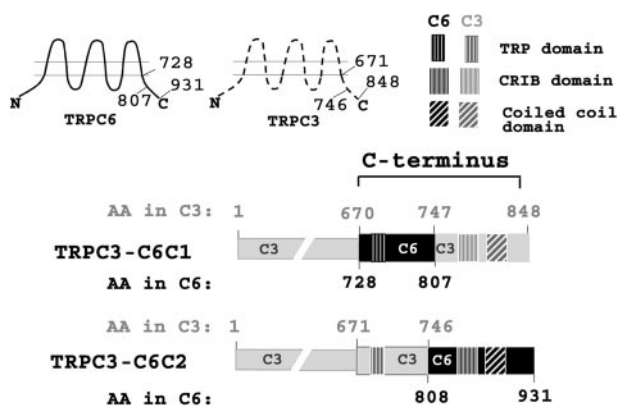 C6 C3
TRP domain
CRIB domain
Coiled coil
domain
728
931
N
807
C
TRPC6
671
848
N
746
C
TRPC3
C-terminus
AA in C3: 1 670 747 848
TRPC3-C6C1 C3 C6 C3
AA in C6: 728 807
AA in C3: 1 671 746
TRPC3-C6C2 C3 C3 C6
AA in C6: 808 931